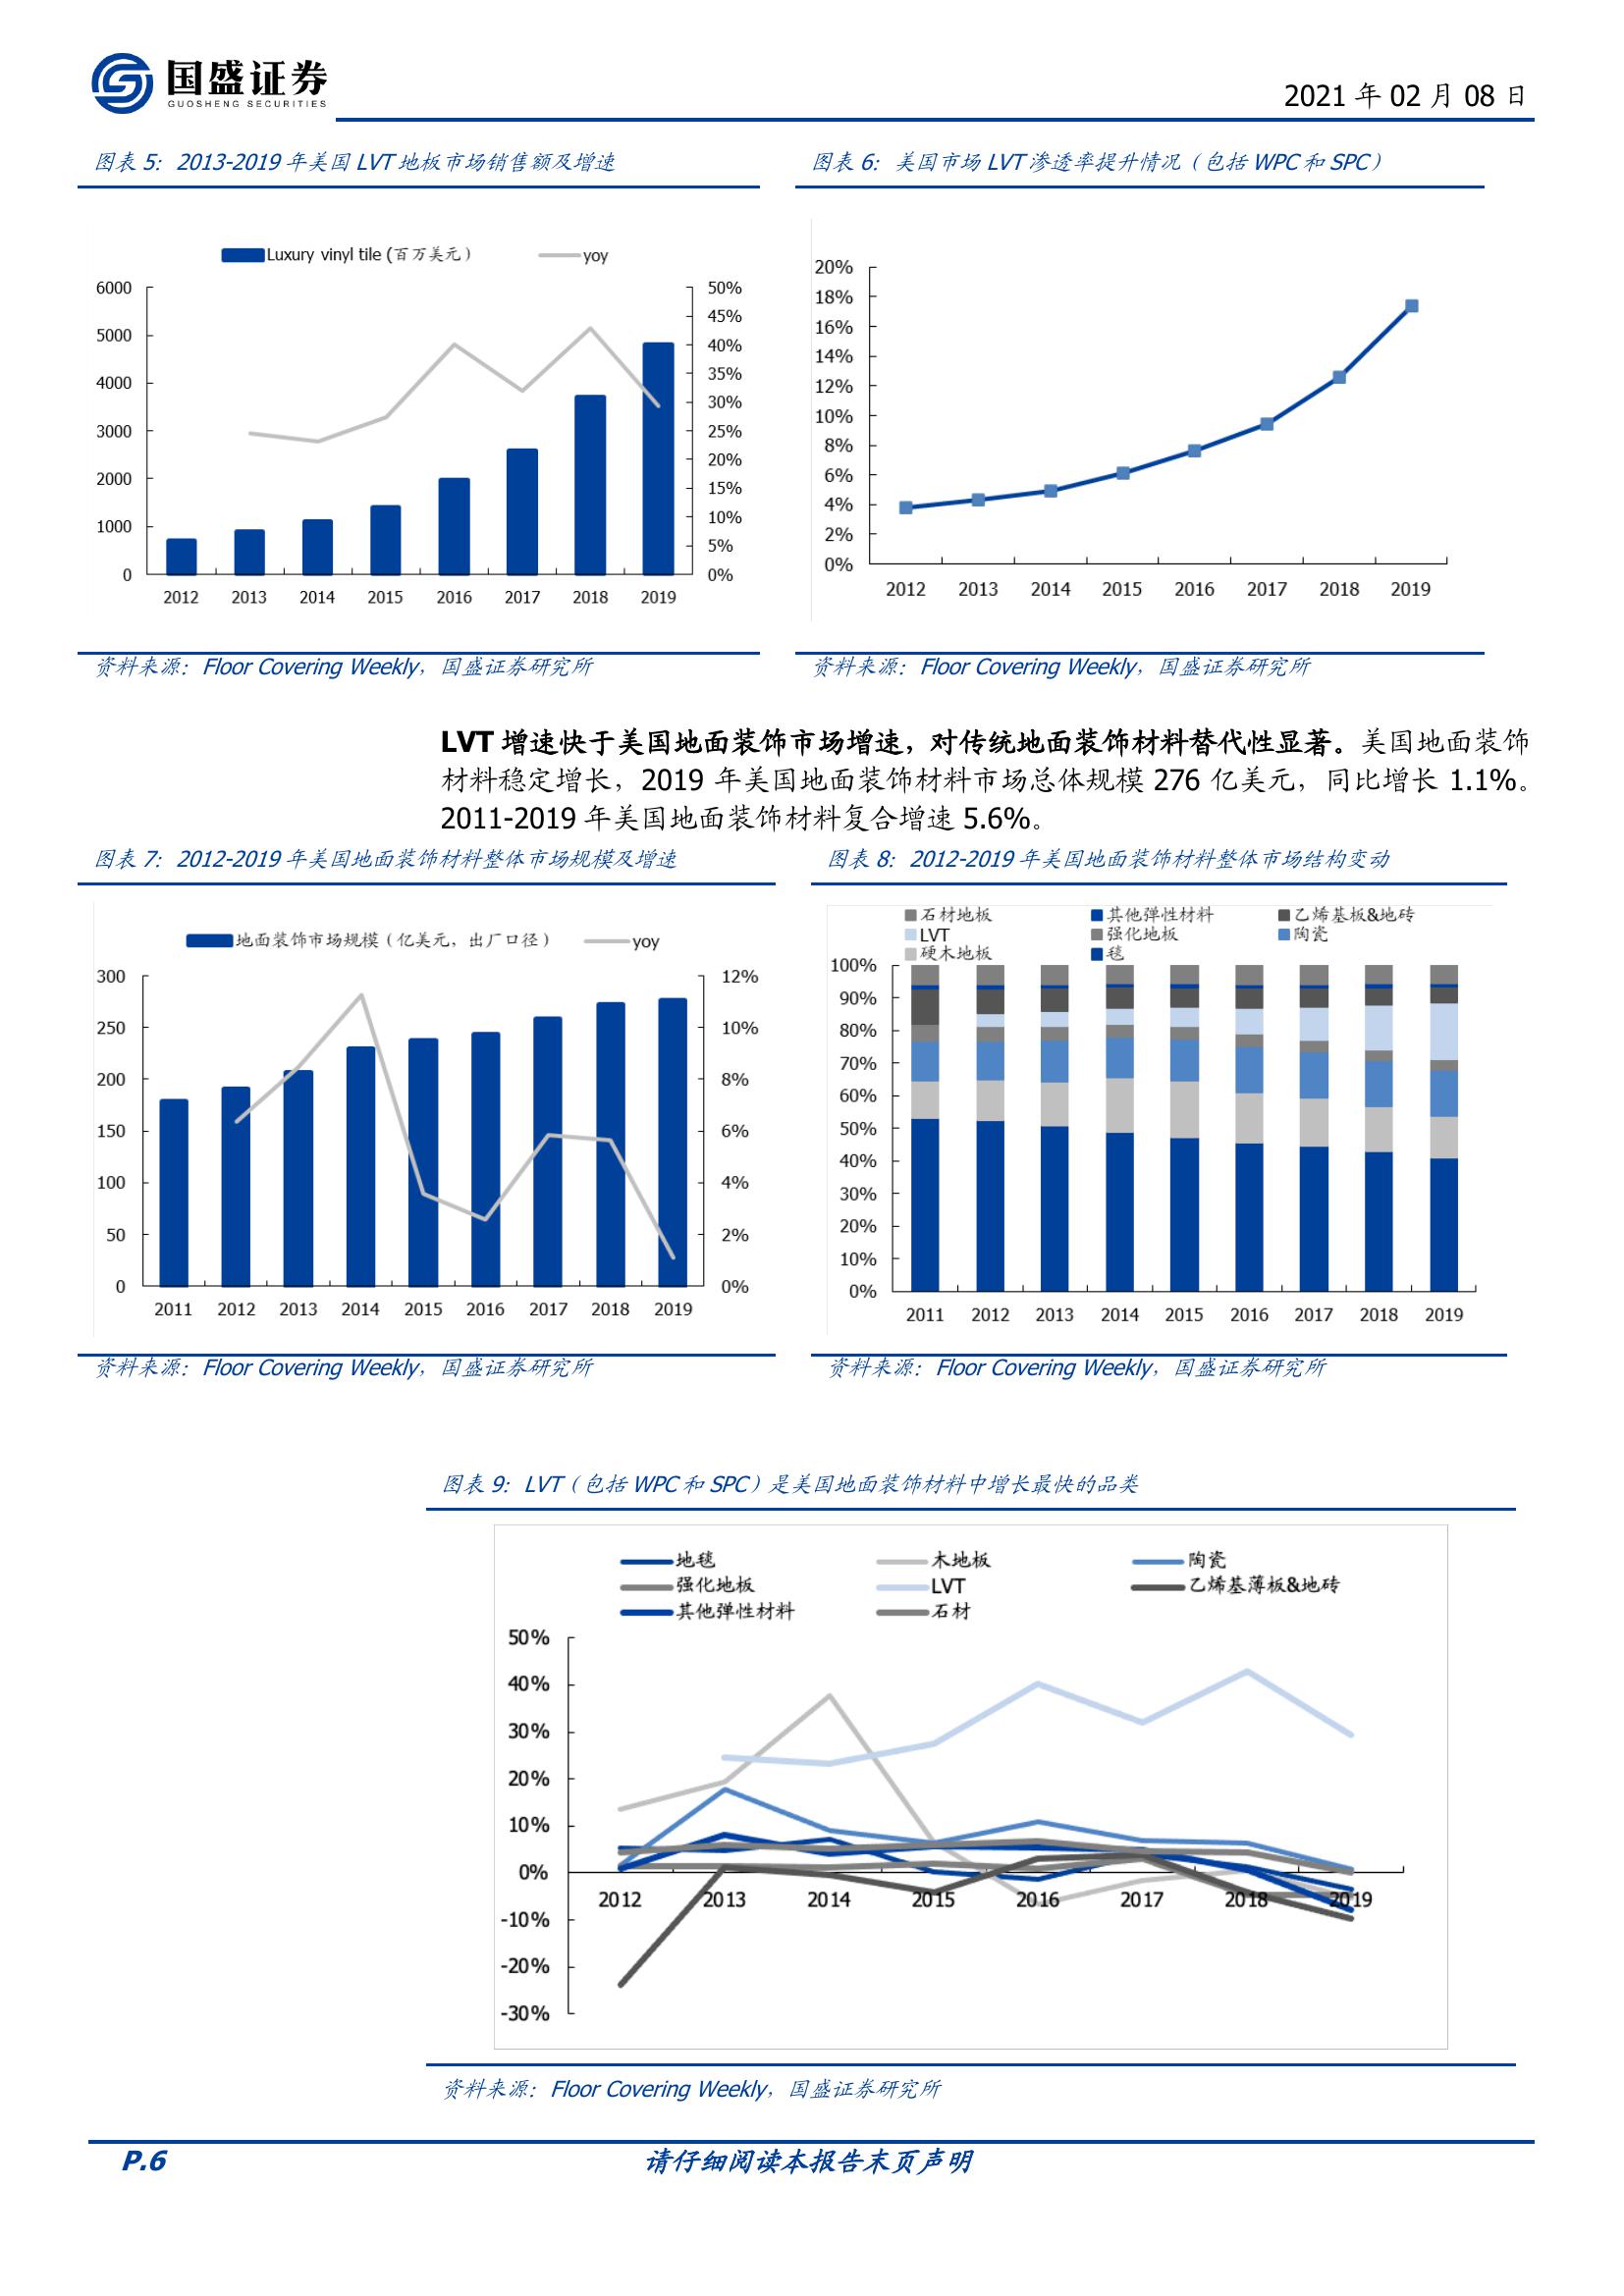 国盛证券
GUOSHENG SECURITIES
2021 年 02 月 08 日
图表 5：2013-2019 年美国 LVT 地板市场销售额及增速
Luxury vinyl tile (百万美元）
yoy
6000
5000
4000
3000
2000
1000
0
50%
45%
40%
35%
30%
25%
20%
15%
10%
5%
0%
2012 2013 2014 2015 2016 2017 2018 2019
资料来源：Floor Covering Weekly，国盛证券研究所
图表 6：美国市场 LVT 渗透率提升情况（包括 WPC 和 SPC）
20%
18%
16%
14%
12%
10%
8%
6%
4%
2%
0%
2012 2013 2014 2015 2016 2017 2018 2019
资料来源：Floor Covering Weekly，国盛证券研究所
LVT 增速快于美国地面装饰市场增速，对传统地面装饰材料替代性显著。美国地面装饰
材料稳定增长，2019 年美国地面装饰材料市场总体规模 276 亿美元，同比增长 1.1%。
2011-2019 年美国地面装饰材料复合增速 5.6%。
图表 7：2012-2019 年美国地面装饰材料整体市场规模及增速
地面装饰市场规模（亿美元，出厂口径）
yoy
300
250
200
150
100
50
0
12%
10%
8%
6%
4%
2%
0%
2011 2012 2013 2014 2015 2016 2017 2018 2019
资料来源：Floor Covering Weekly，国盛证券研究所
图表 8：2012-2019 年美国地面装饰材料整体市场结构变动
石材地板 其他弹性材料 乙烯基板&地砖
LVT 强化地板 陶瓷
硬木地板 毯
100%
90%
80%
70%
60%
50%
40%
30%
20%
10%
0%
2011 2012 2013 2014 2015 2016 2017 2018 2019
资料来源：Floor Covering Weekly，国盛证券研究所
图表 9：LVT（包括 WPC 和 SPC）是美国地面装饰材料中增长最快的品类
地毯 木地板 陶瓷
强化地板 LVT 乙烯基薄板&地砖
其他弹性材料 石材
50%
40%
30%
20%
10%
0%
-10%
-20%
-30%
2012 2013 2014 2015 2016 2017 2018 2019
资料来源：Floor Covering Weekly，国盛证券研究所
P.6
请仔细阅读本报告末页声明